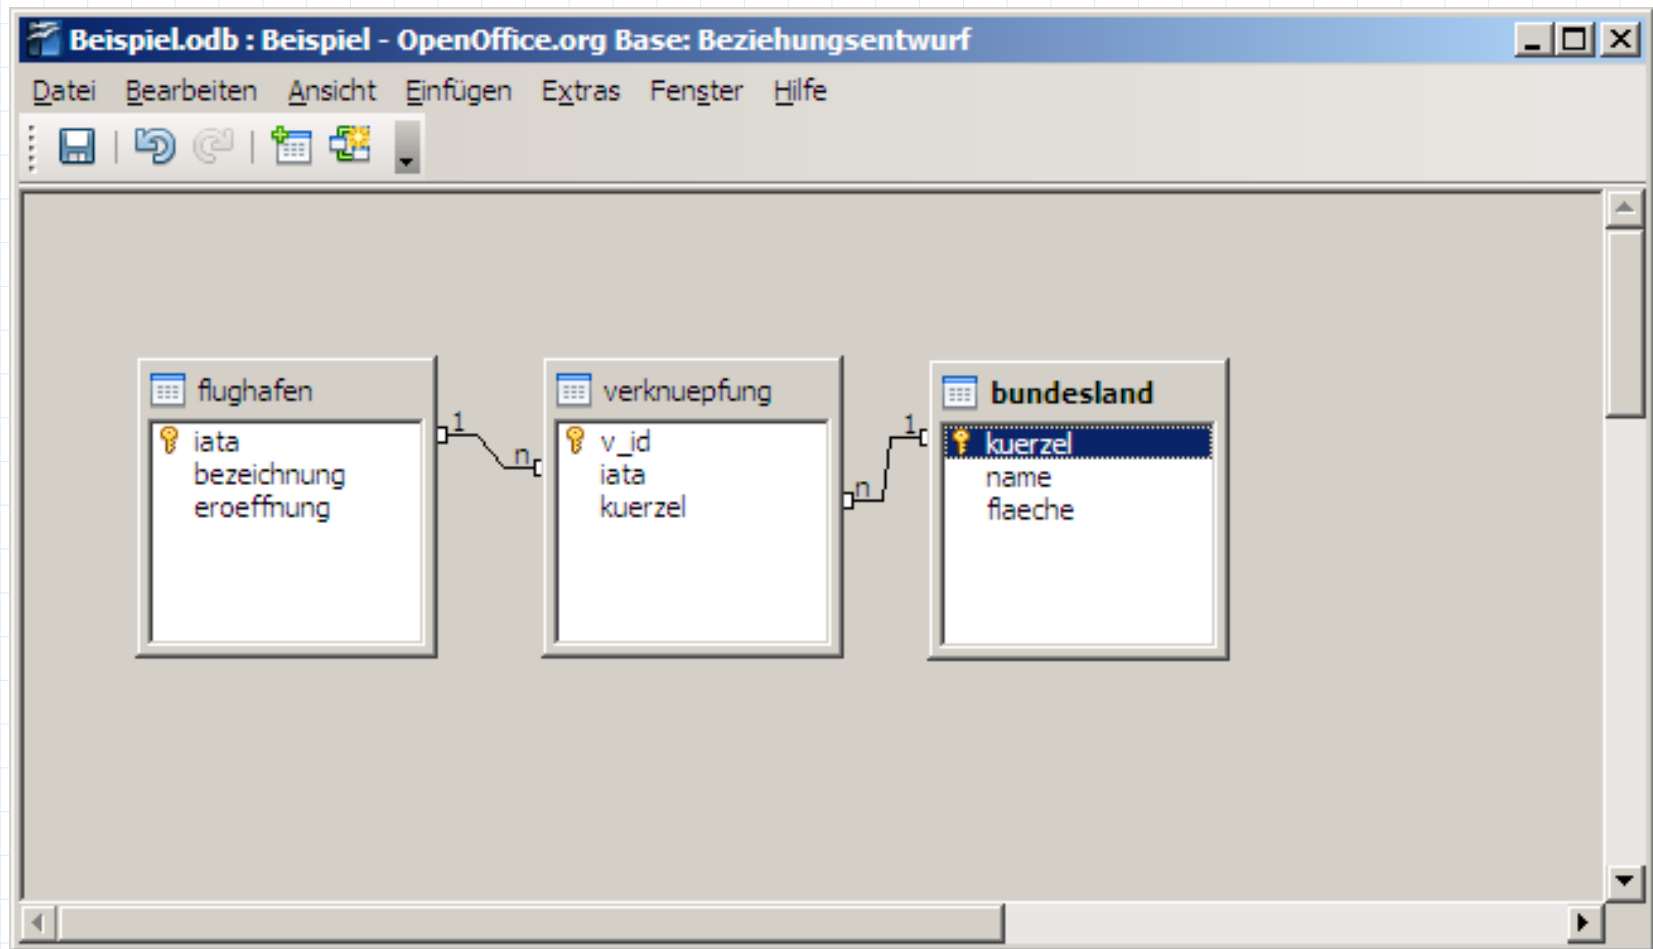 Beispiel.odb : Beispiel - OpenOffice.org Base: Beziehungsentwurf
Datei Bearbeiten Ansicht Einfügen Extras Fenster Hilfe
flughafen
iata
bezeichnung
eroeffnung
1
n
verknuepfung
v_id
iata
kuerzel
n
1
bundesland
kuerzel
name
flaeche